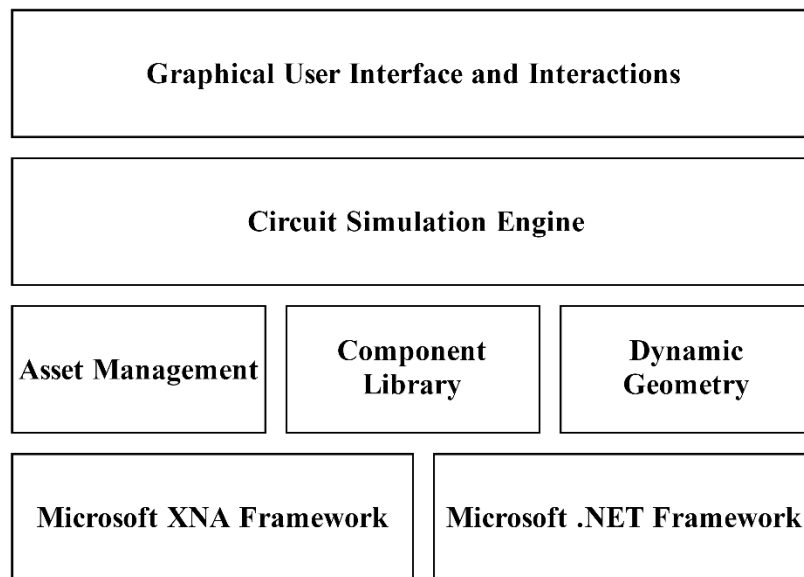 Graphical User Interface and Interactions
Circuit Simulation Engine
Asset Management
Component
Library
Dynamic
Geometry
Microsoft XNA Framework
Microsoft .NET Framework